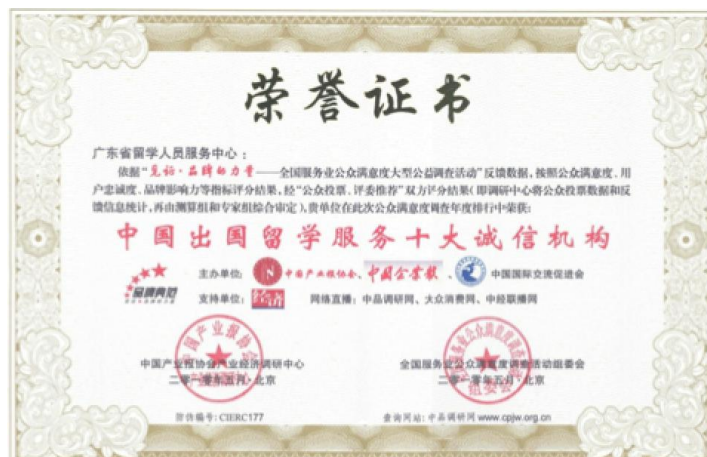 荣誉证书
广东省留学人员服务中心：
依据“见证·品牌的力量——全国服务业公众满意度大型公益调查活动”反馈数据，按照公众满意度、用
户忠诚度、品牌影响力等指标评分结果，经“公众投票、评委推荐”双方评分结果（即调研中心将公众投票数据和反
馈信息统计，再由测算组和专家组综合审定），贵单位在此次公众满意度调查年度排行中荣获：
中国出国留学服务十大诚信机构
品牌典范
主办单位： 中国产业报协会、 中国企业报、 中国国际交流促进会
支持单位： 网络直播：中品调研网、大众消费网、中经联播网
中国产业报协会产业经济调研中心 全国服务业公众满意度调查活动组委会
二零一零年五月·北京 二零一零年五月·北京
防伪编号：CIERC177 查询网站：中品调研网 www.cpjw.org.cn